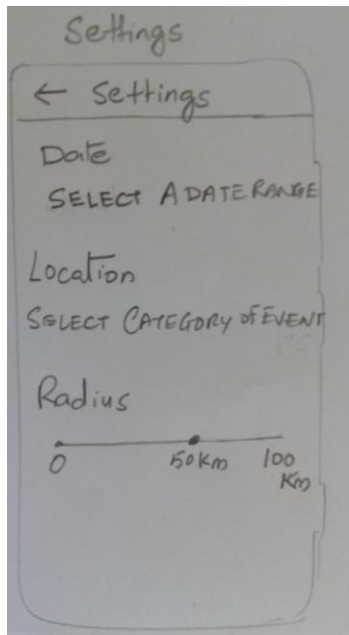 Settings
← Settings
Date
SELECT A DATE RANGE
Location
SELECT CATEGORY OF EVENT
Radius
0 50Km 100
Km